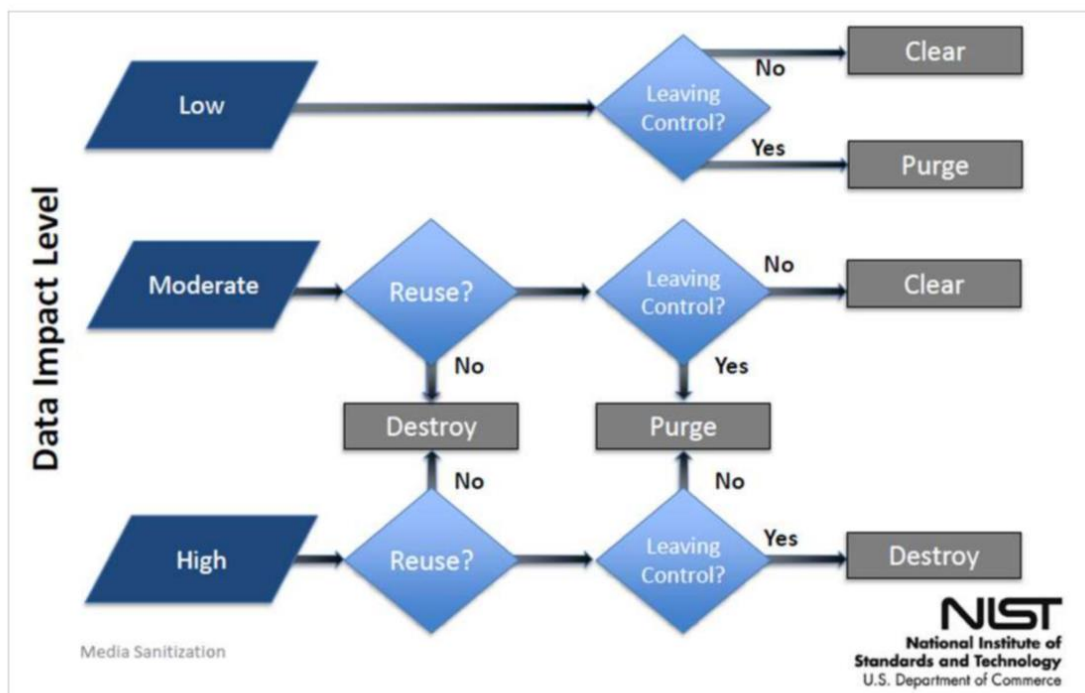 Data Impact Level
Low
Leaving
Control?
No
Clear
Yes
Purge
Moderate
Reuse?
Leaving
Control?
No
Clear
No
Yes
Destroy
Purge
No
No
High
Reuse?
Leaving
Control?
Yes
Destroy
Media Sanitization
NIST
National Institute of
Standards and Technology
U.S. Department of Commerce